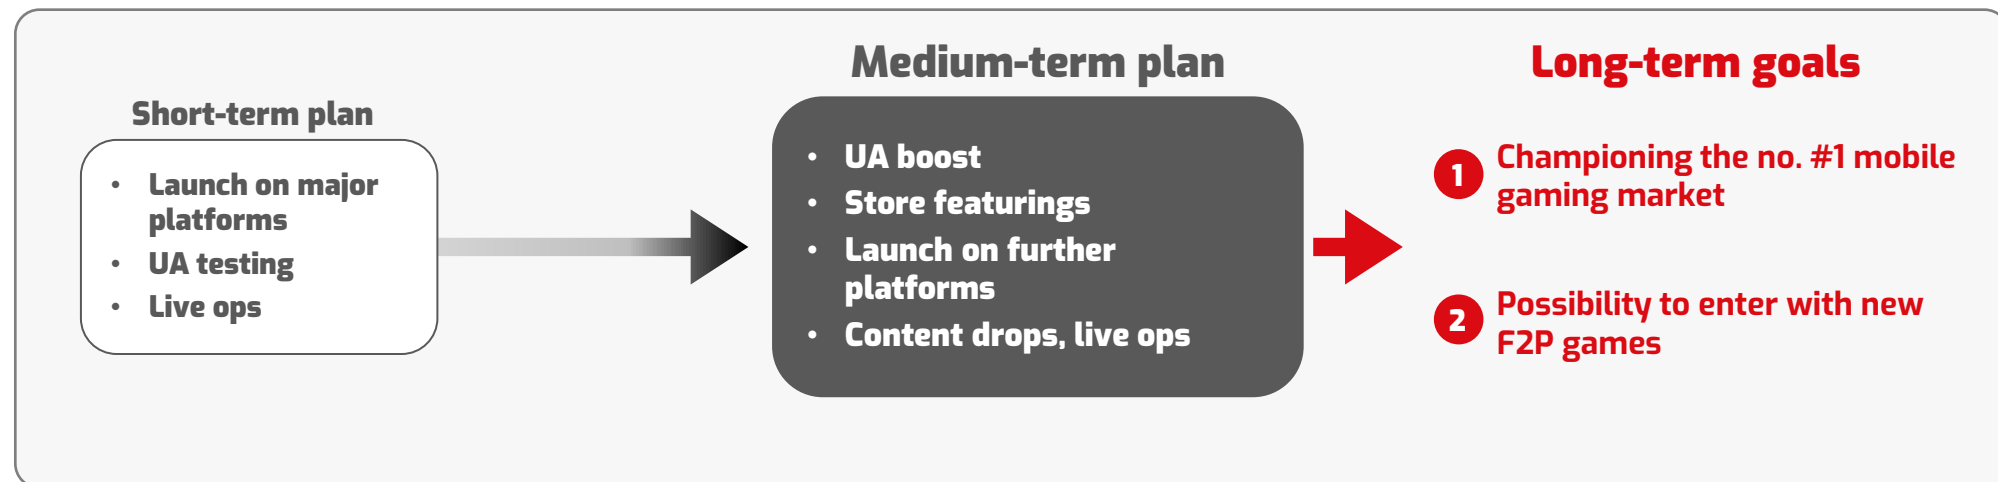 Short-term plan
• Launch on major
platforms
• UA testing
• Live ops
Medium-term plan
• UA boost
• Store featurings
• Launch on further
platforms
• Content drops, live ops
Long-term goals
1 Championing the no. #1 mobile
gaming market
2 Possibility to enter with new
F2P games